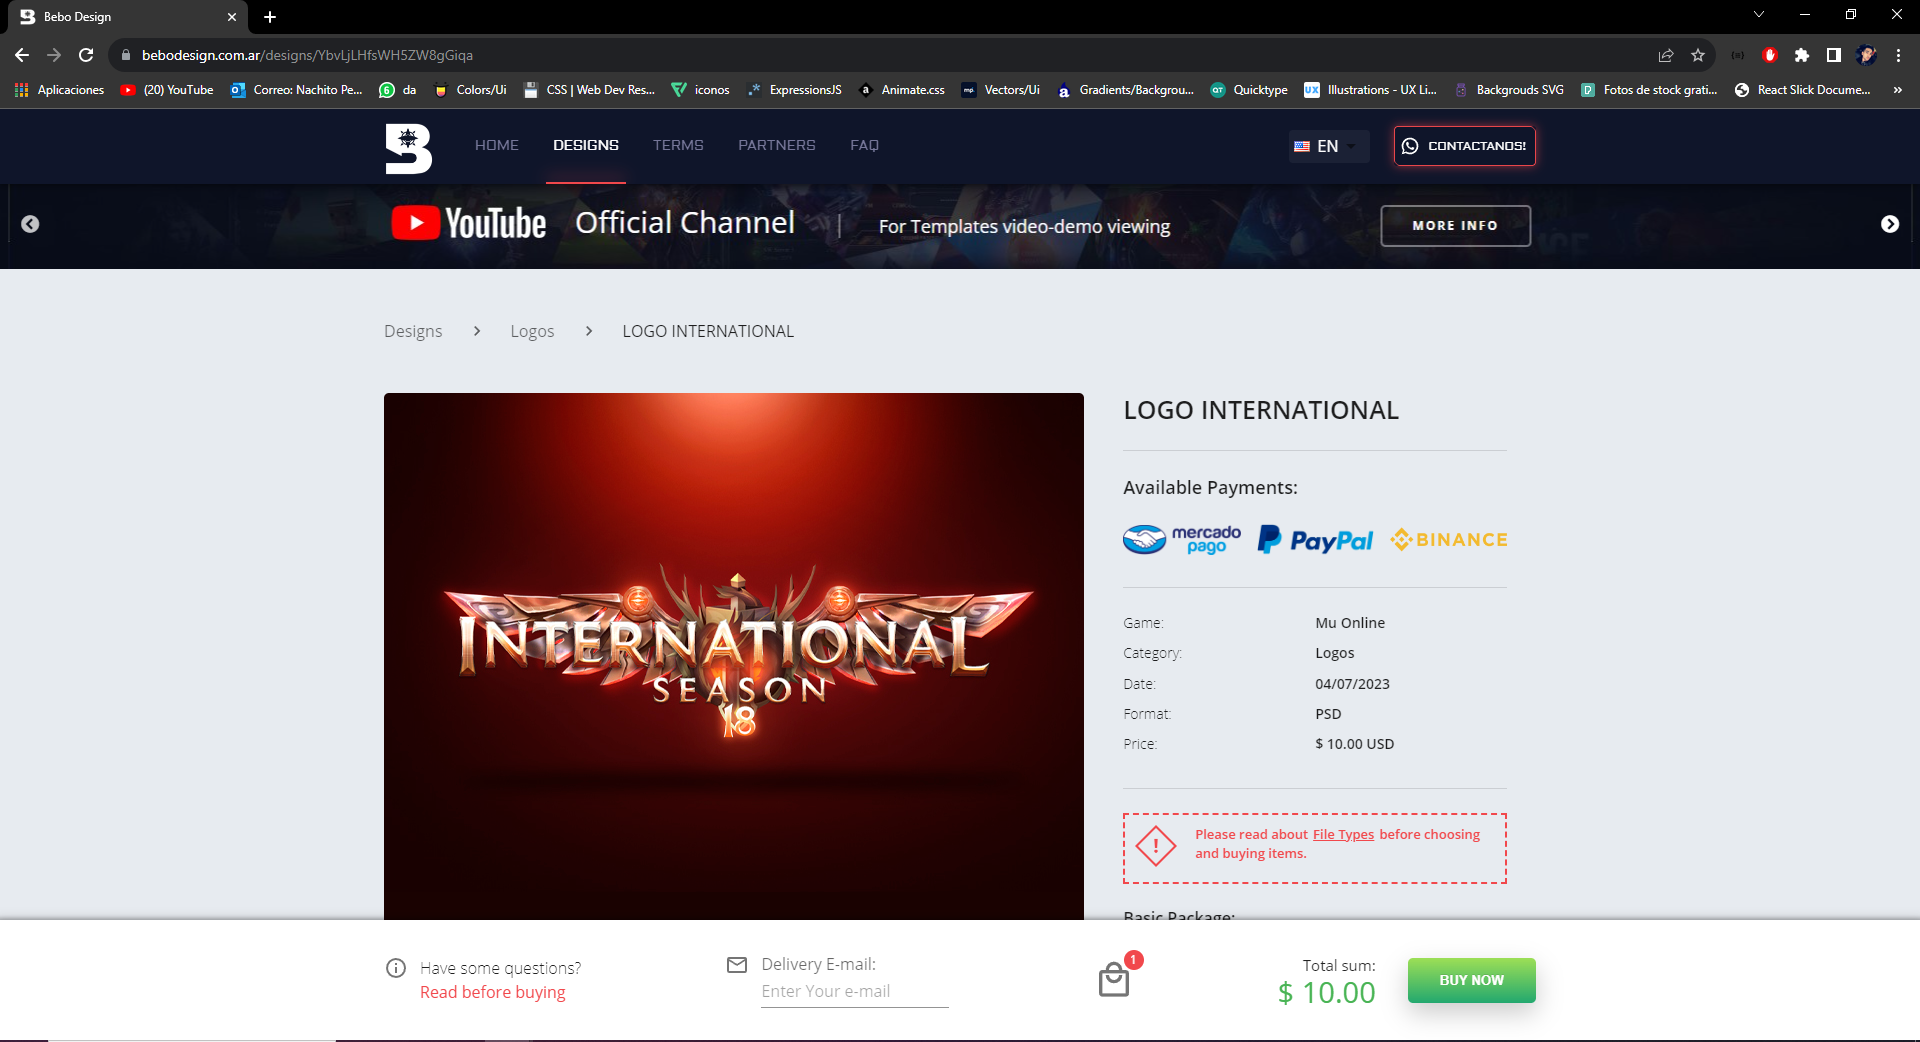 Bebo Design
bebodesign.com.ar/designs/YbvLjLHfsWH5ZW8gGiqa
Aplicaciones
(20) YouTube
Correo: Nachito Pe...
6
da
Colors/Ui
CSS | Web Dev Res...
iconos
ExpressionsJS
Animate.css
Vectors/Ui
Gradients/Backgrou...
QT
Quicktype
UX
Illustrations - UX Li...
Backgrouds SVG
Fotos de stock grati...
React Slick Docume...
»
HOME
DESIGNS
TERMS
PARTNERS
FAQ
EN
CONTACTANOS!
YouTube
Official Channel
|
For Templates video-demo viewing
MORE INFO
Designs
Logos
LOGO INTERNATIONAL
INTERNATIONAL
SEASON
18
LOGO INTERNATIONAL
Available Payments:
mercado
pago
PayPal
BINANCE
Game: Mu Online
Category: Logos
Date: 04/07/2023
Format: PSD
Price: $ 10.00 USD
! Please read about File Types before choosing
and buying items.
Basic Package:
Have some questions?
Read before buying
Delivery E-mail:
Enter Your e-mail
1
Total sum:
$ 10.00
BUY NOW